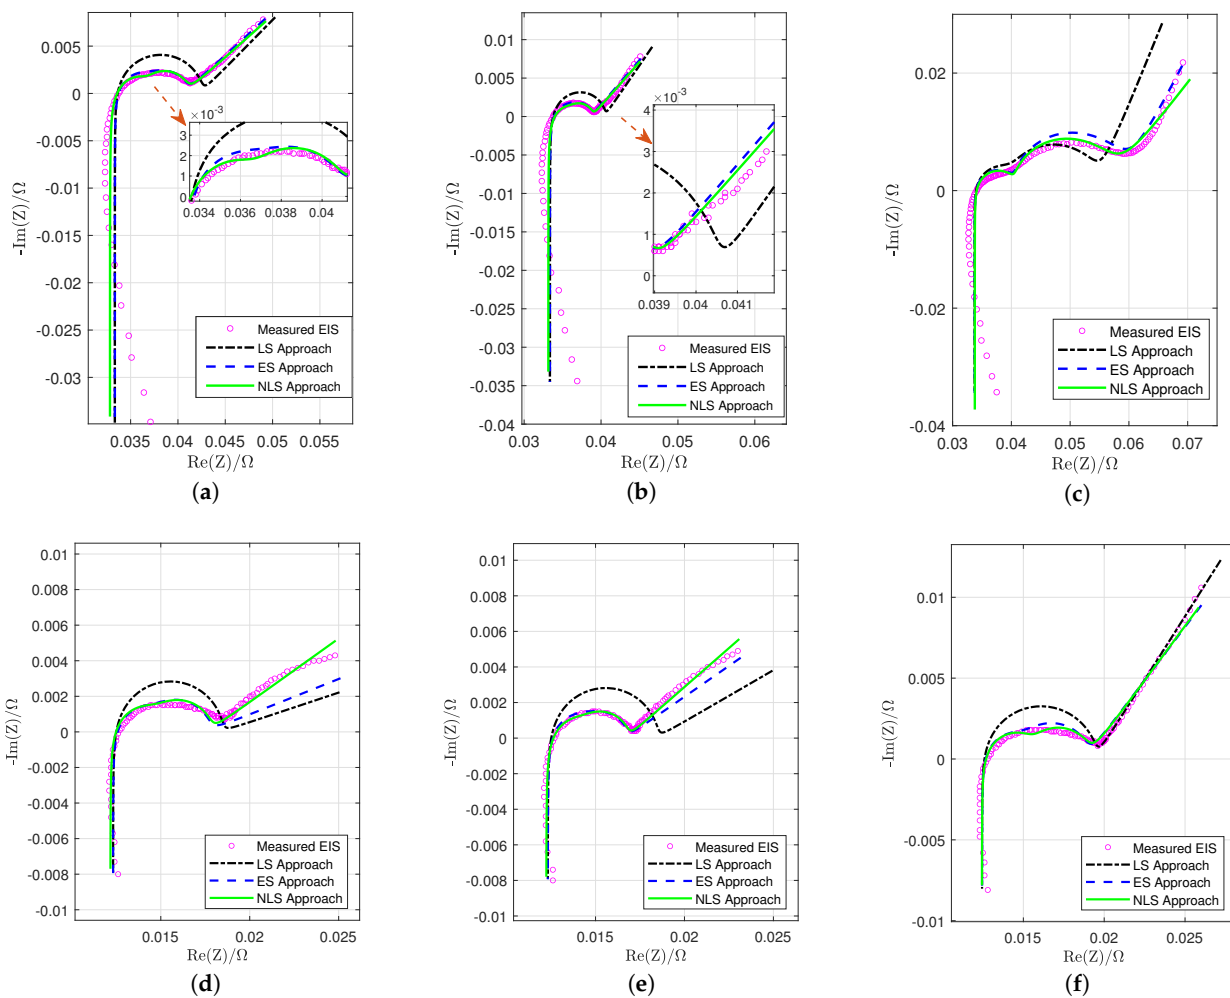 0.005
0
-0.005
-0.01
-0.015
-0.02
-0.025
-0.03
-Im(Z)/Ω
×10⁻³
3
2
1
0
0.034 0.036 0.038 0.04
Measured EIS
LS Approach
ES Approach
NLS Approach
0.035 0.04 0.045 0.05 0.055
Re(Z)/Ω
(a)
0.01
0.005
0
-0.005
-0.01
-0.015
-0.02
-0.025
-0.03
-0.035
-0.04
-Im(Z)/Ω
×10⁻³
4
3
2
1
0
0.039 0.04 0.041
Measured EIS
LS Approach
ES Approach
NLS Approach
0.03 0.04 0.05 0.06
Re(Z)/Ω
(b)
0.02
0
-0.02
-0.04
-Im(Z)/Ω
Measured EIS
LS Approach
ES Approach
NLS Approach
0.03 0.04 0.05 0.06 0.07
Re(Z)/Ω
(c)
0.01
0.008
0.006
0.004
0.002
0
-0.002
-0.004
-0.006
-0.008
-0.01
-Im(Z)/Ω
Measured EIS
LS Approach
ES Approach
NLS Approach
0.015 0.02 0.025
Re(Z)/Ω
(d)
0.01
0.008
0.006
0.004
0.002
0
-0.002
-0.004
-0.006
-0.008
-0.01
-Im(Z)/Ω
Measured EIS
LS Approach
ES Approach
NLS Approach
0.015 0.02 0.025
Re(Z)/Ω
(e)
0.01
0.005
0
-0.005
-0.01
-Im(Z)/Ω
Measured EIS
LS Approach
ES Approach
NLS Approach
0.015 0.02 0.025
Re(Z)/Ω
(f)